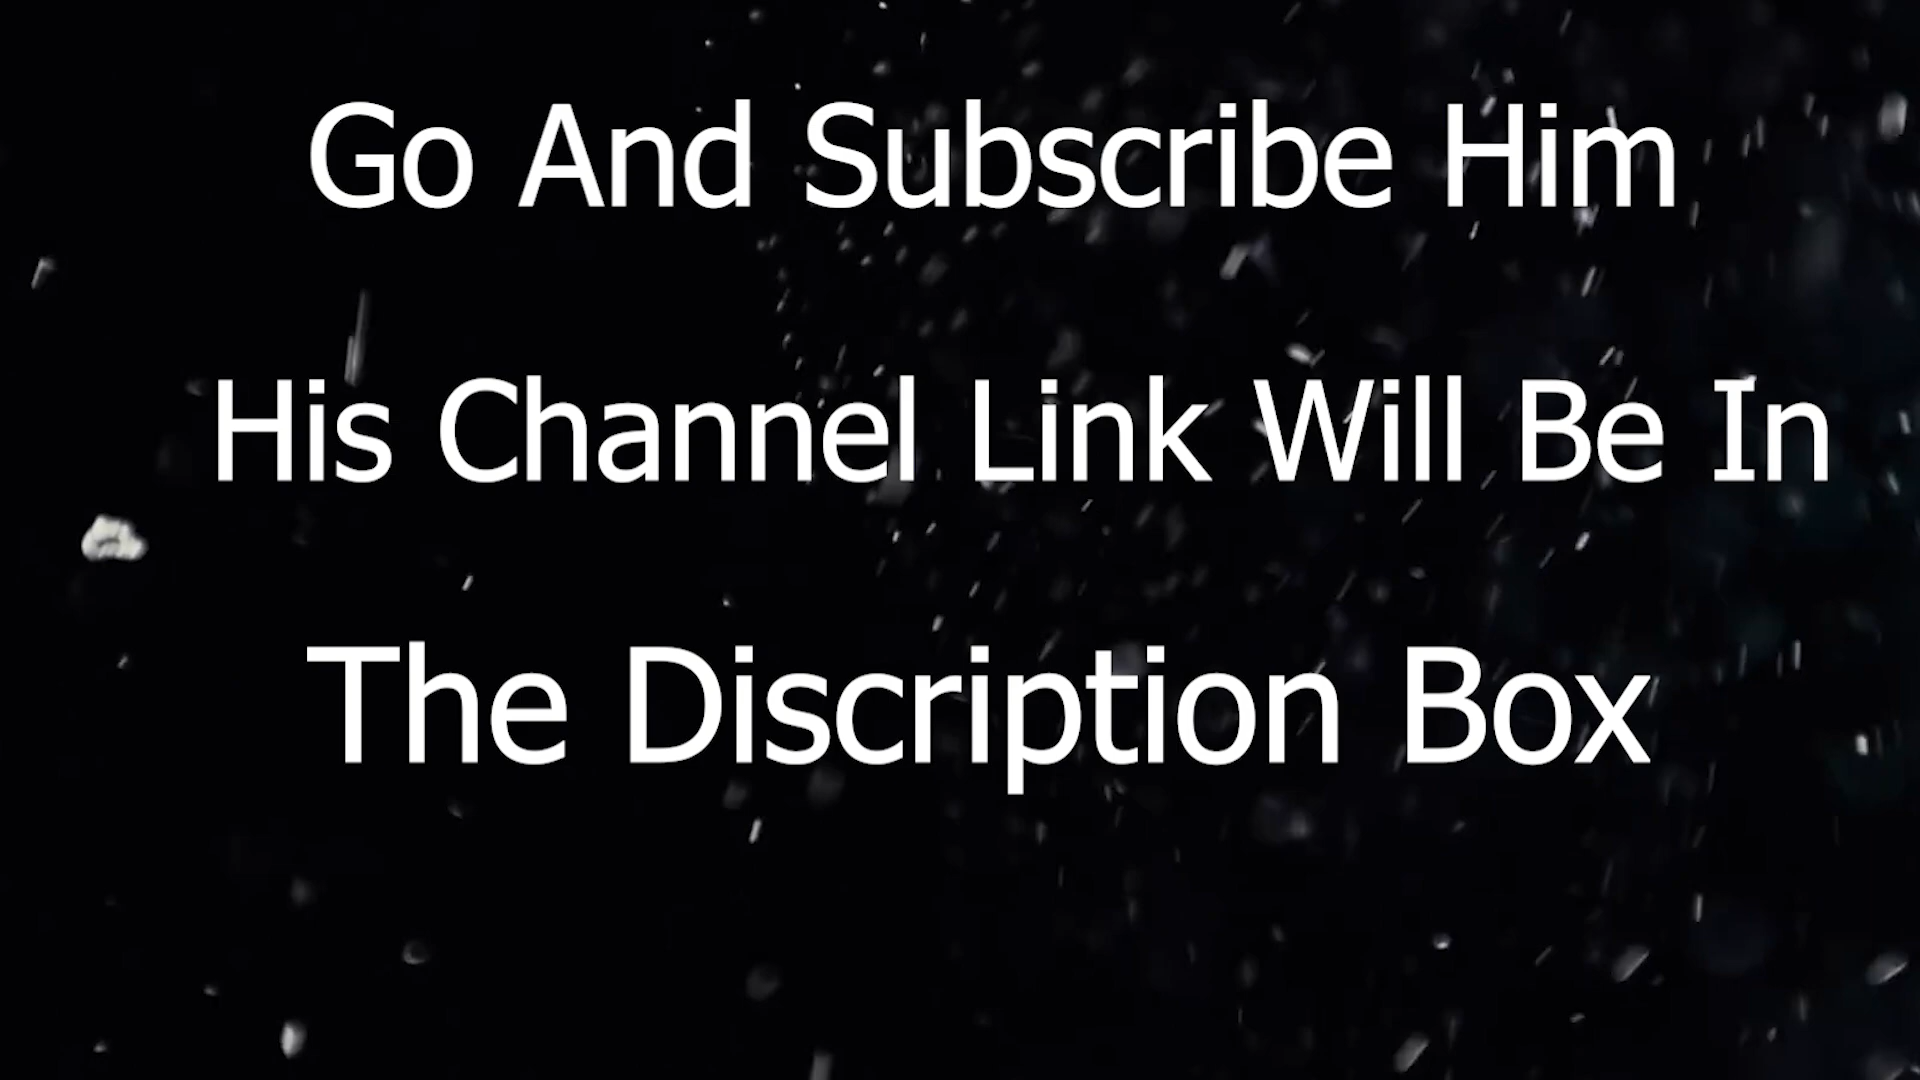 Go And Subscribe Him
His Channel Link Will Be In
The Discription Box